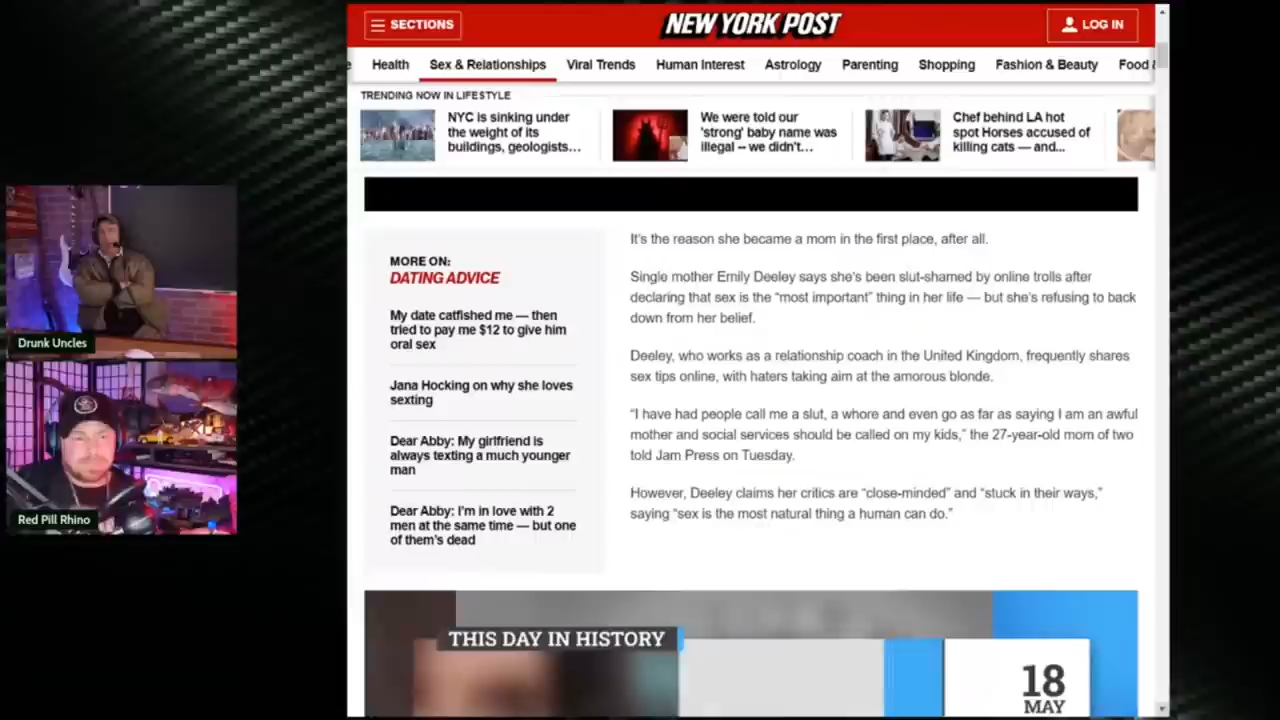 SECTIONS
NEW YORK POST
LOG IN
Health
Sex & Relationships
Viral Trends
Human Interest
Astrology
Parenting
Shopping
Fashion & Beauty
Food &
TRENDING NOW IN LIFESTYLE
NYC is sinking under
the weight of its
buildings, geologists...
We were told our
'strong' baby name was
illegal – we didn't...
Chef behind LA hot
spot Horses accused of
killing cats — and...
MORE ON:
DATING ADVICE
My date catfished me — then
tried to pay me $12 to give him
oral sex
Jana Hocking on why she loves
sexting
Dear Abby: My girlfriend is
always texting a much younger
man
Dear Abby: I'm in love with 2
men at the same time — but one
of them's dead
It's the reason she became a mom in the first place, after all.
Single mother Emily Deeley says she's been slut-shamed by online trolls after
declaring that sex is the “most important” thing in her life — but she's refusing to back
down from her belief.
Deeley, who works as a relationship coach in the United Kingdom, frequently shares
sex tips online, with haters taking aim at the amorous blonde.
“I have had people call me a slut, a whore and even go as far as saying I am an awful
mother and social services should be called on my kids,” the 27-year-old mom of two
told Jam Press on Tuesday.
However, Deeley claims her critics are “close-minded” and “stuck in their ways,”
saying “sex is the most natural thing a human can do.”
THIS DAY IN HISTORY
18
MAY
Drunk Uncles
Red Pill Rhino